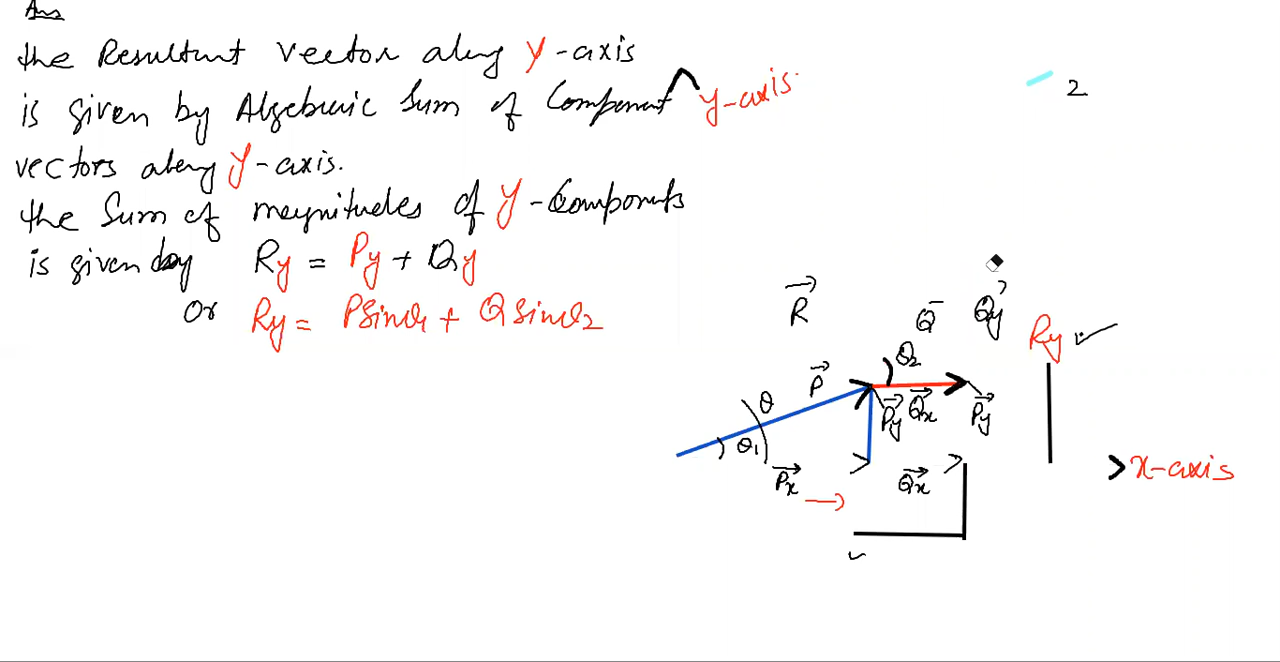 Ans
the Resultant vector along y-axis
is given by Algebraic Sum of Component y-axis
vectors along y-axis.
the Sum of magnitudes of y-Components
is given by Ry = Py + Qy
Or Ry = P Sinθ1 + Q Sinθ2
2
R
Q Qy Ry
θ2
P
θ Py Qx Py
θ1
Px Qx x-axis